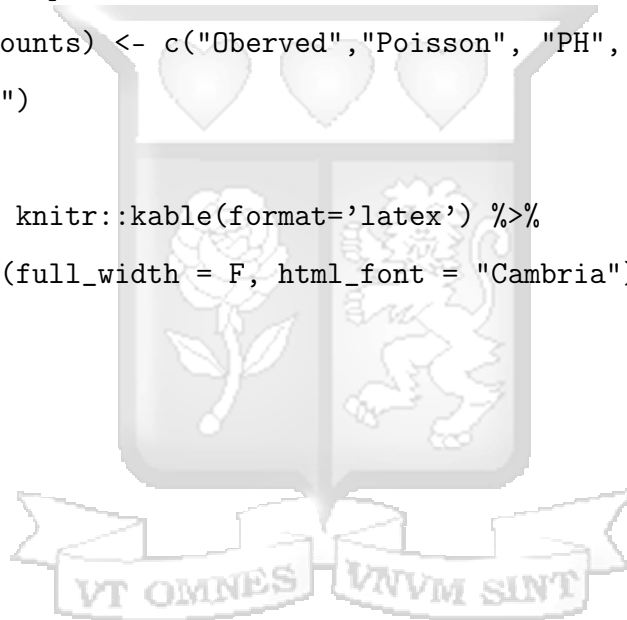 ounts) <- c("Oberved","Poisson", "PH",
")
knitr::kable(format='latex') %>%
(full_width = F, html_font = "Cambria")
VT OMNES VNVM SINT